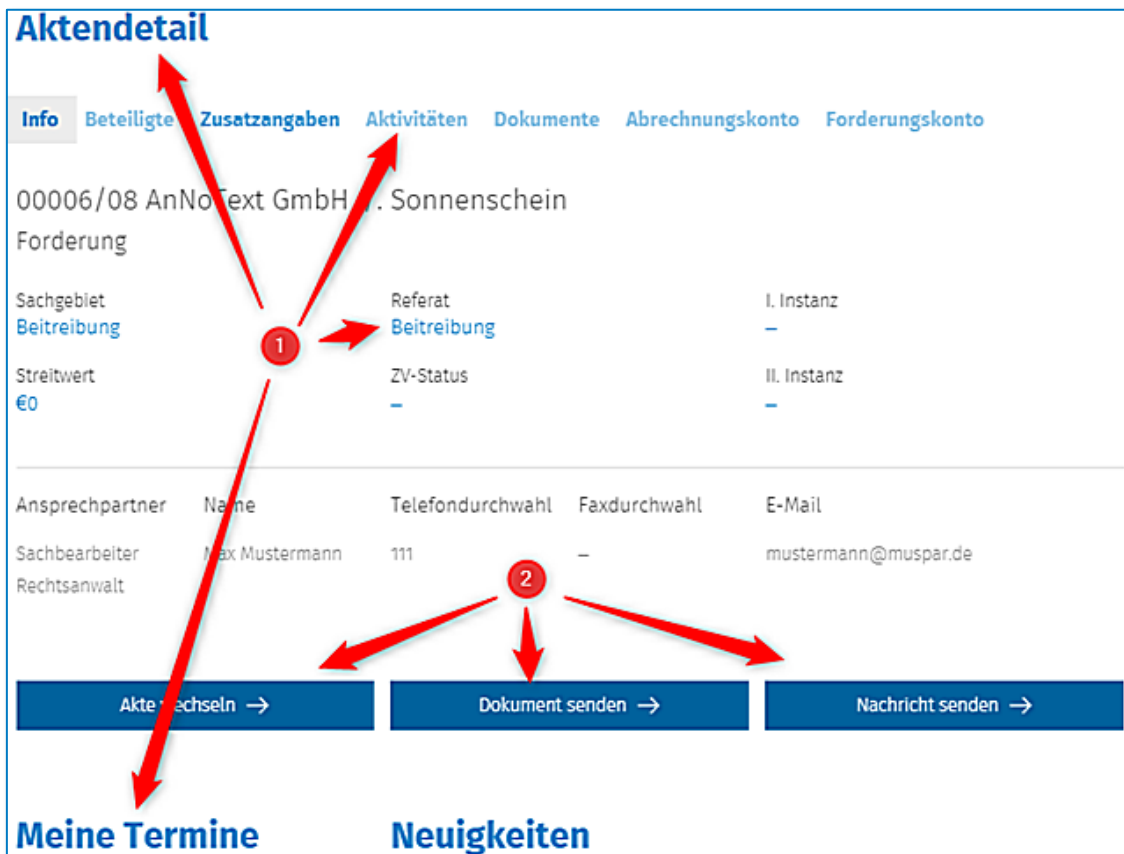 Aktendetail
Info Beteiligte Zusatzangaben Aktivitäten Dokumente Abrechnungskonto Forderungskonto
00006/08 AnNoText GmbH . Sonnenschein
Forderung
Sachgebiet Referat I. Instanz
Beitreibung Beitreibung –
1
Streitwert ZV-Status II. Instanz
€0 – –
Ansprechpartner Name Telefondurchwahl Faxdurchwahl E-Mail
Sachbearbeiter Max Mustermann 111 – mustermann@muspar.de
Rechtsanwalt
2
Akte wechseln → Dokument senden → Nachricht senden →
Meine Termine Neuigkeiten